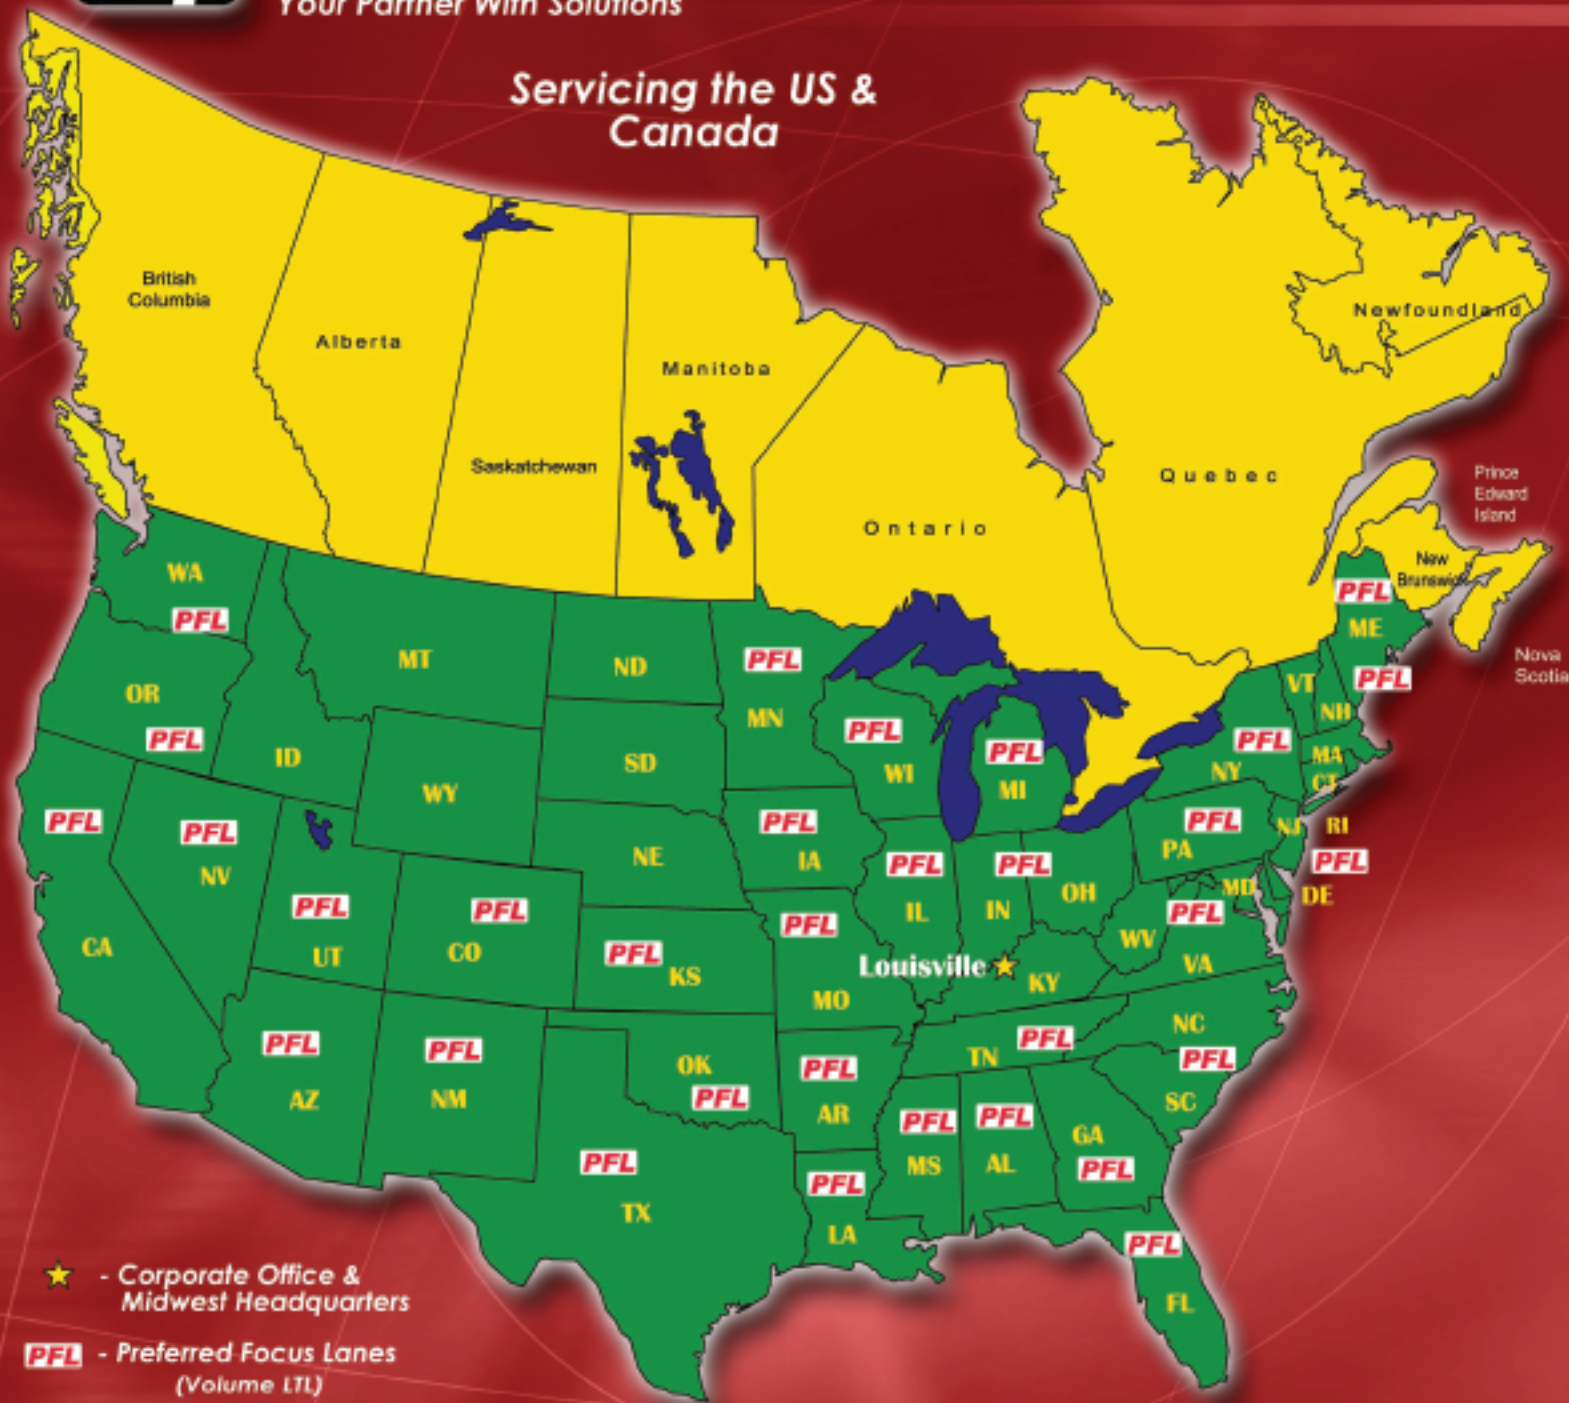 Your Partner With Solutions
Servicing the US &
Canada
British
Columbia
Alberta
Saskatchewan
Manitoba
Ontario
Quebec
Newfoundland
Prince
Edward
Island
New
Brunswick
Nova
Scotia
WA
PFL
OR
PFL
MT
ID
WY
ND
SD
NE
PFL
MN
PFL
WI
PFL
MI
PFL
ME
PFL
VT
NH
PFL
NY
MA
CT
NJ
RI
PFL
DE
PFL
PA
MD
PFL
CA
PFL
NV
PFL
UT
PFL
CO
PFL
KS
PFL
IA
PFL
MO
PFL
IL
PFL
IN
OH
WV
PFL
VA
Louisville
KY
PFL
AZ
PFL
NM
OK
PFL
PFL
TX
PFL
AR
PFL
LA
TN
PFL
NC
PFL
SC
PFL
MS
PFL
AL
GA
PFL
PFL
FL
- Corporate Office &
Midwest Headquarters
PFL - Preferred Focus Lanes
(Volume LTL)